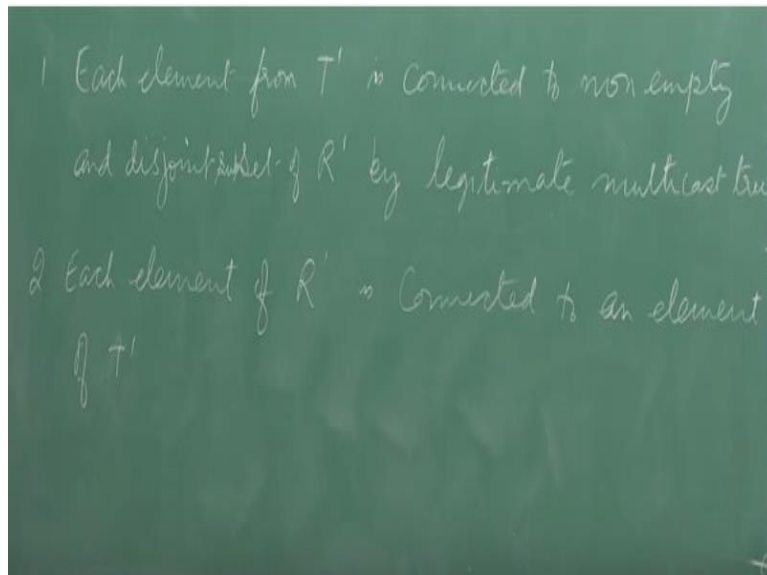 1 Each element from T' is connected to non empty
and disjoint subset of R' by legitimate multicast tree
2 Each element of R' is connected to an element
of T'